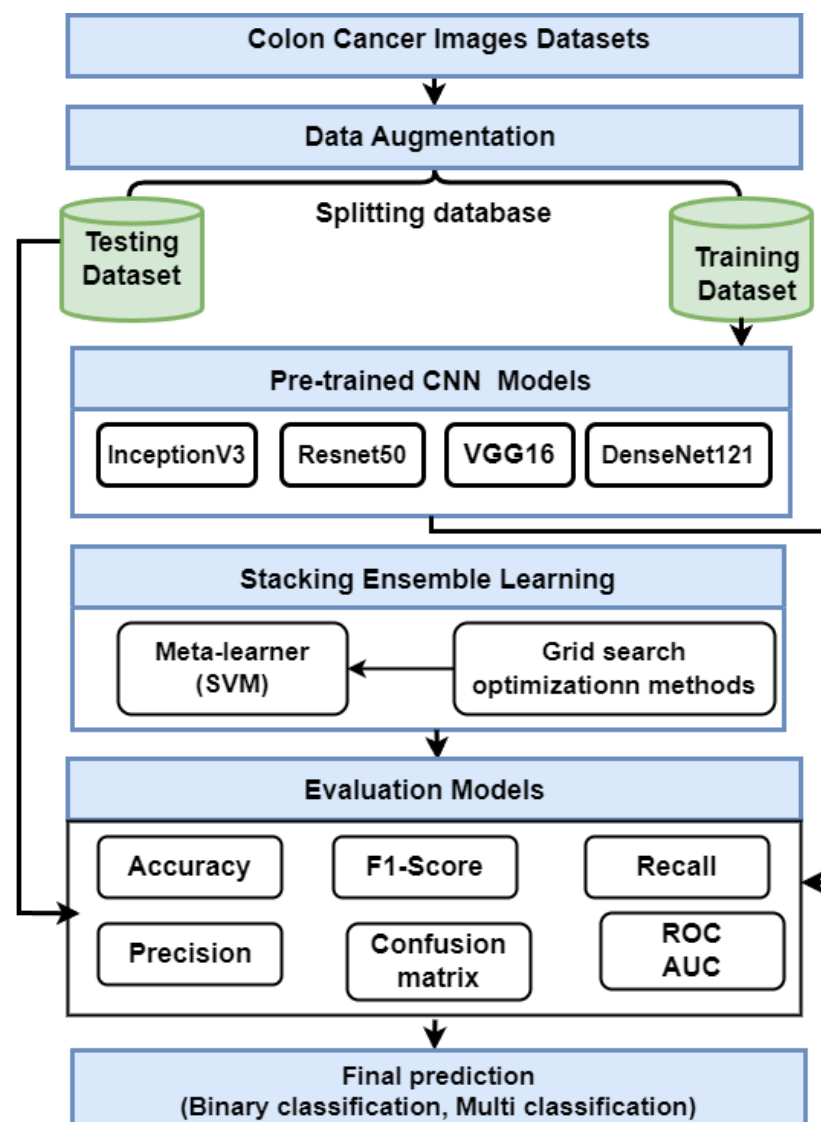 Colon Cancer Images Datasets
Data Augmentation
Splitting database
Testing
Dataset
Training
Dataset
Pre-trained CNN Models
InceptionV3
Resnet50
VGG16
DenseNet121
Stacking Ensemble Learning
Meta-learner
(SVM)
Grid search
optimizationn methods
Evaluation Models
Accuracy
F1-Score
Recall
Precision
Confusion
matrix
ROC
AUC
Final prediction
(Binary classification, Multi classification)